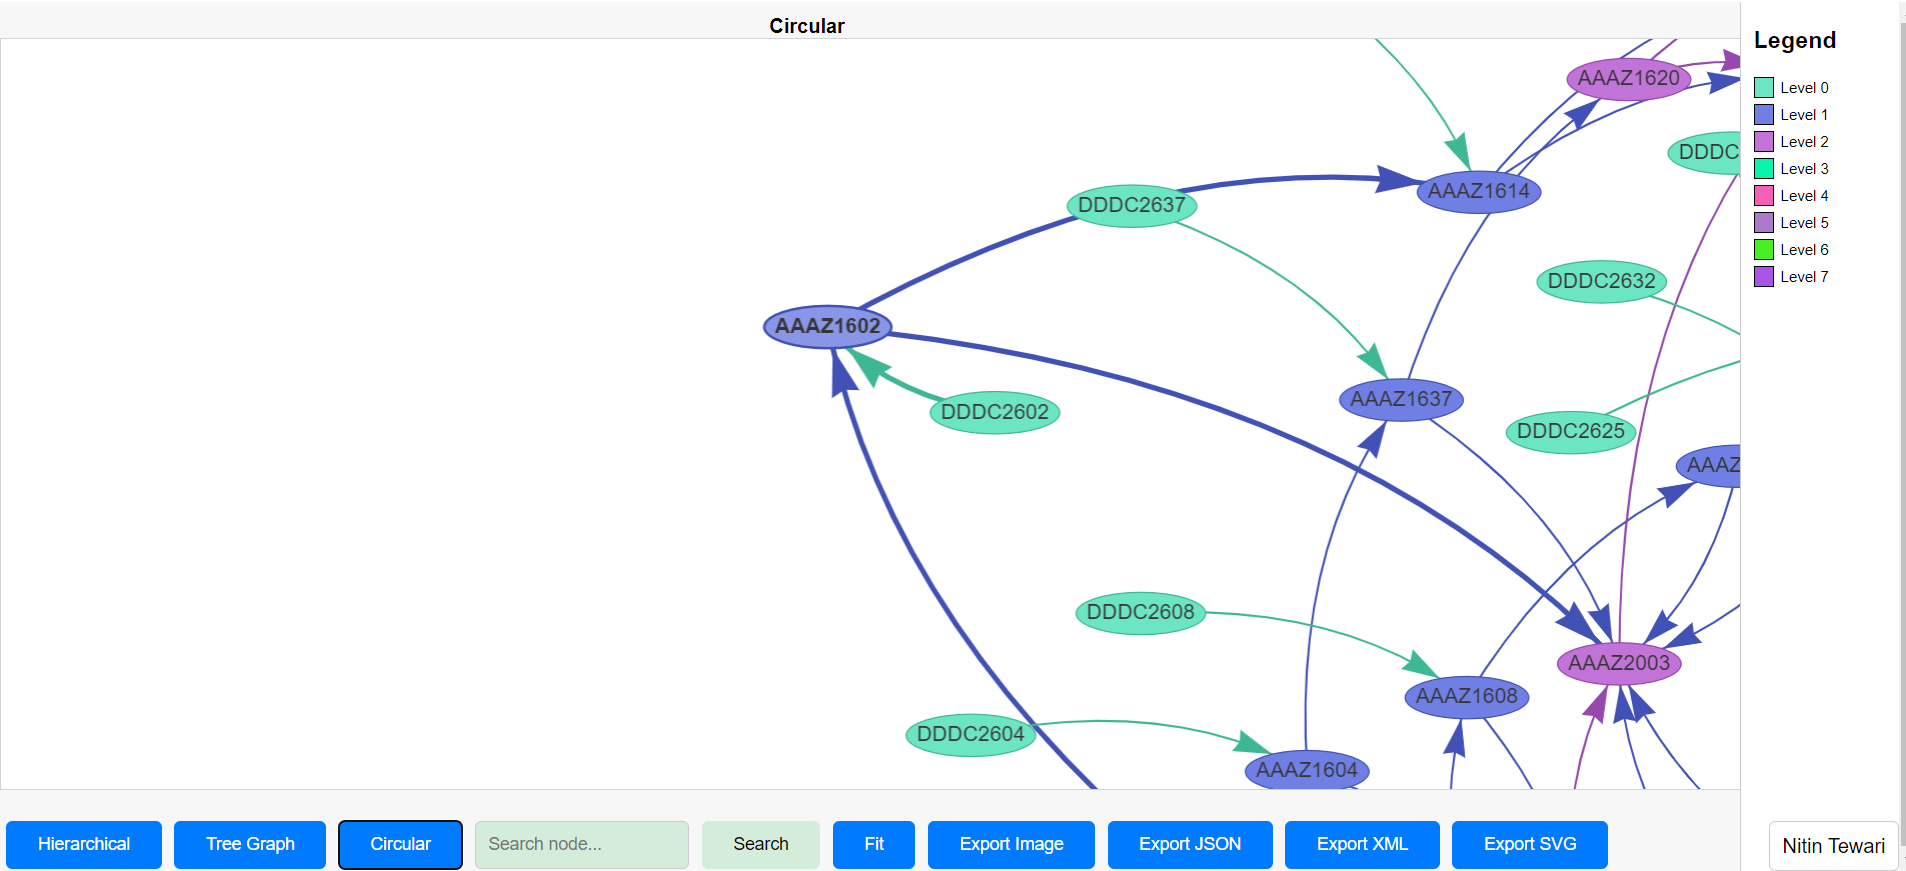 Circular
Legend
Level 0
Level 1
Level 2
Level 3
Level 4
Level 5
Level 6
Level 7
AAAZ1620
DDDC
AAAZ1614
DDDC2637
DDDC2632
AAAZ1602
AAAZ1637
DDDC2602
DDDC2625
AAAZ
DDDC2608
AAAZ2003
AAAZ1608
DDDC2604
AAAZ1604
Hierarchical
Tree Graph
Circular
Search node...
Search
Fit
Export Image
Export JSON
Export XML
Export SVG
Nitin Tewari